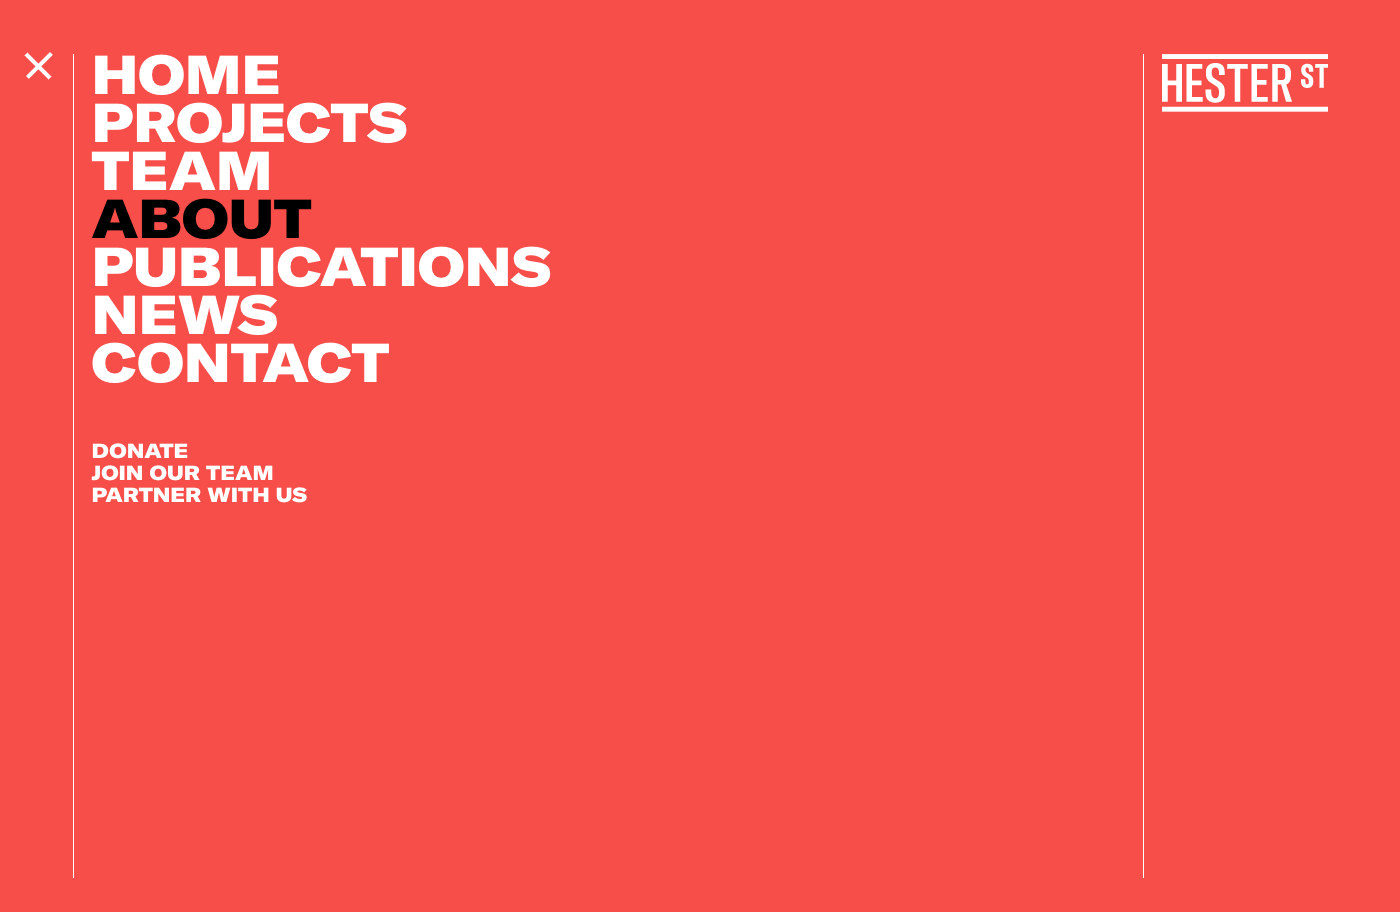 HOME
PROJECTS
TEAM
ABOUT
PUBLICATIONS
NEWS
CONTACT
DONATE
JOIN OUR TEAM
PARTNER WITH US
HESTER ST